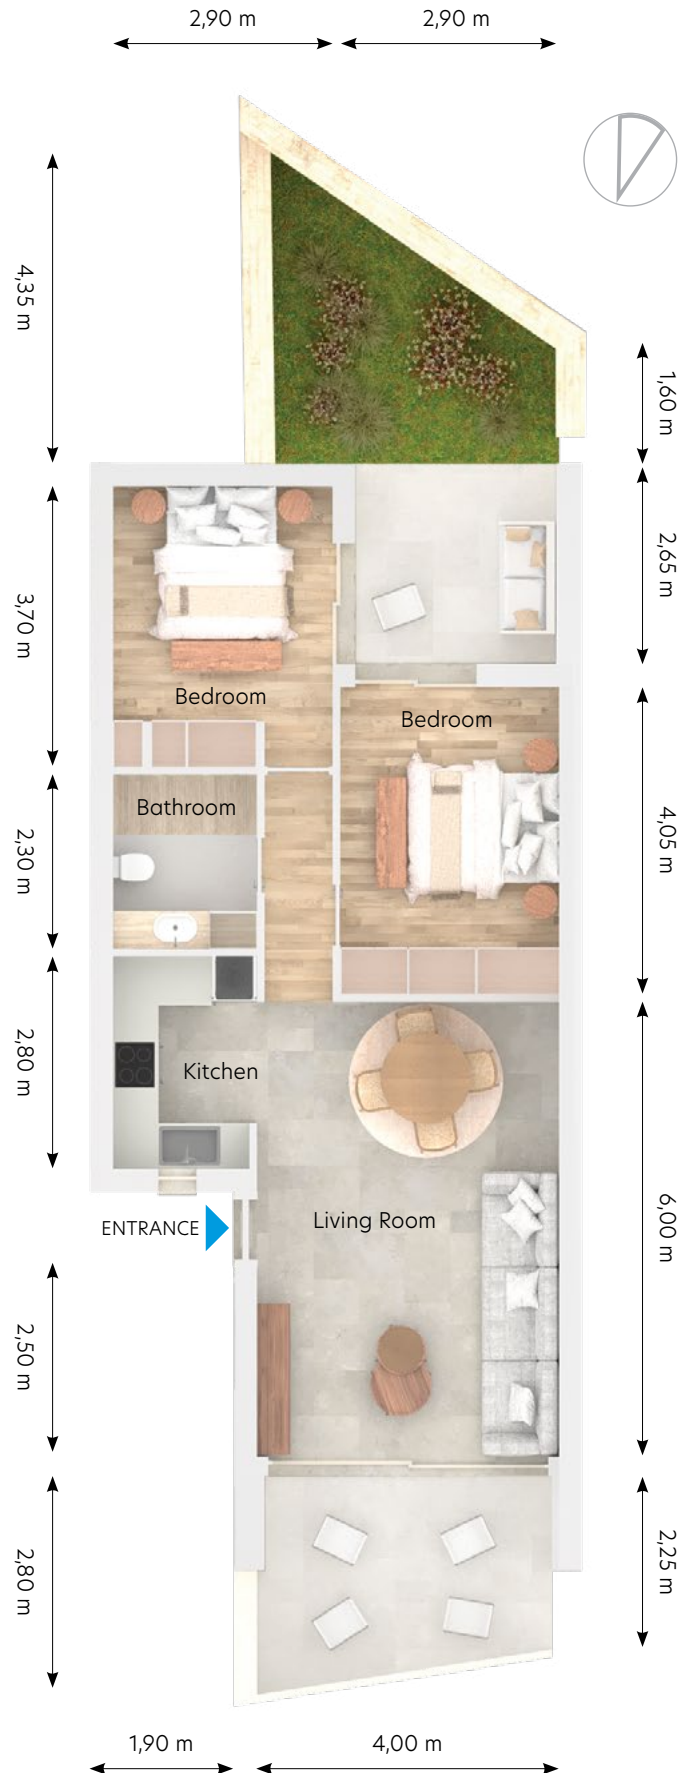 2,90 m
2,90 m
4,35 m
1,60 m
2,65 m
3,70 m
Bedroom
Bedroom
Bathroom
2,30 m
4,05 m
2,80 m
Kitchen
Living Room
ENTRANCE
6,00 m
2,50 m
2,80 m
2,25 m
1,90 m
4,00 m